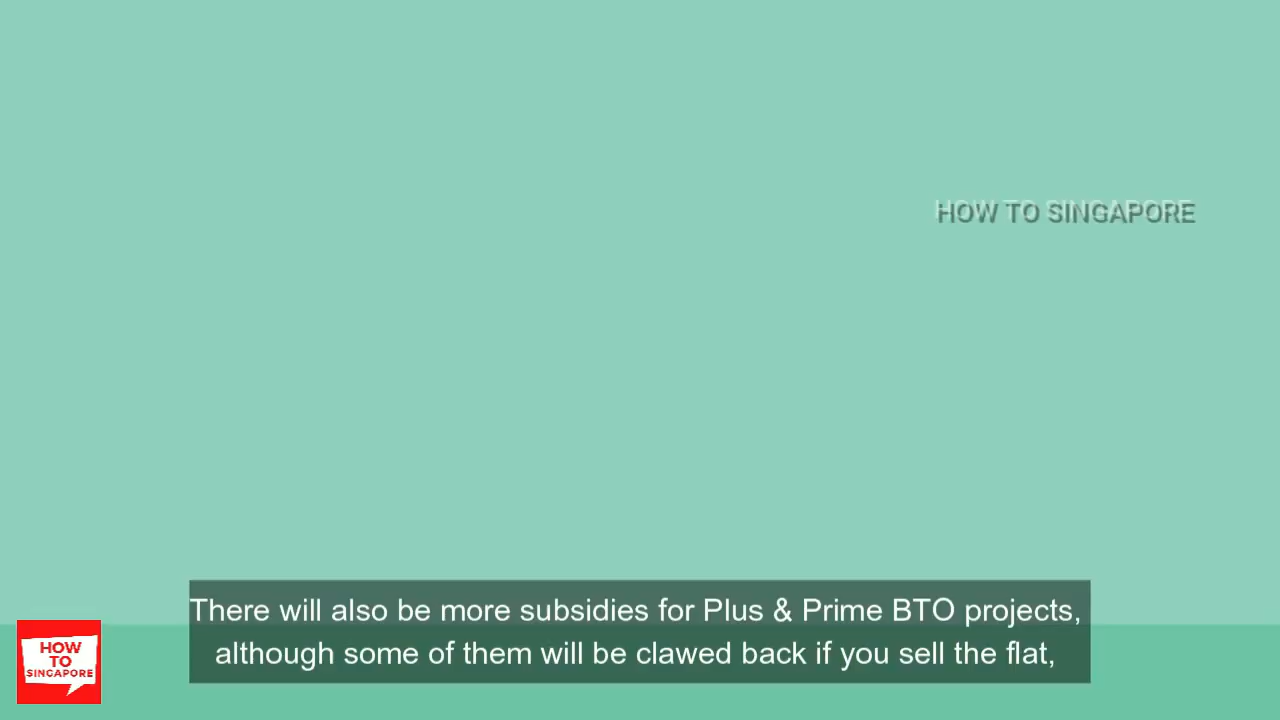 HOW TO SINGAPORE
There will also be more subsidies for Plus & Prime BTO projects,
although some of them will be clawed back if you sell the flat,
HOW
TO
SINGAPORE